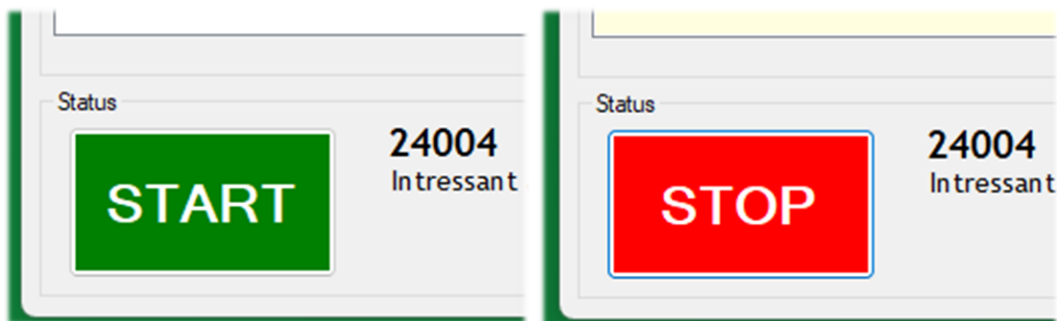 Status
START
24004
Intressant
Status
STOP
24004
Intressant